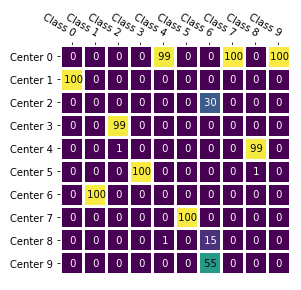 Class 0 Class 1 Class 2 Class 3 Class 4 Class 5 Class 6 Class 7 Class 8 Class 9
Center 0 0 0 0 0 99 0 0 100 0 100
Center 1 100 0 0 0 0 0 0 0 0 0
Center 2 0 0 0 0 0 0 30 0 0 0
Center 3 0 0 99 0 0 0 0 0 0 0
Center 4 0 0 1 0 0 0 0 0 99 0
Center 5 0 0 0 100 0 0 0 0 1 0
Center 6 0 100 0 0 0 0 0 0 0 0
Center 7 0 0 0 0 0 100 0 0 0 0
Center 8 0 0 0 0 1 0 15 0 0 0
Center 9 0 0 0 0 0 0 55 0 0 0